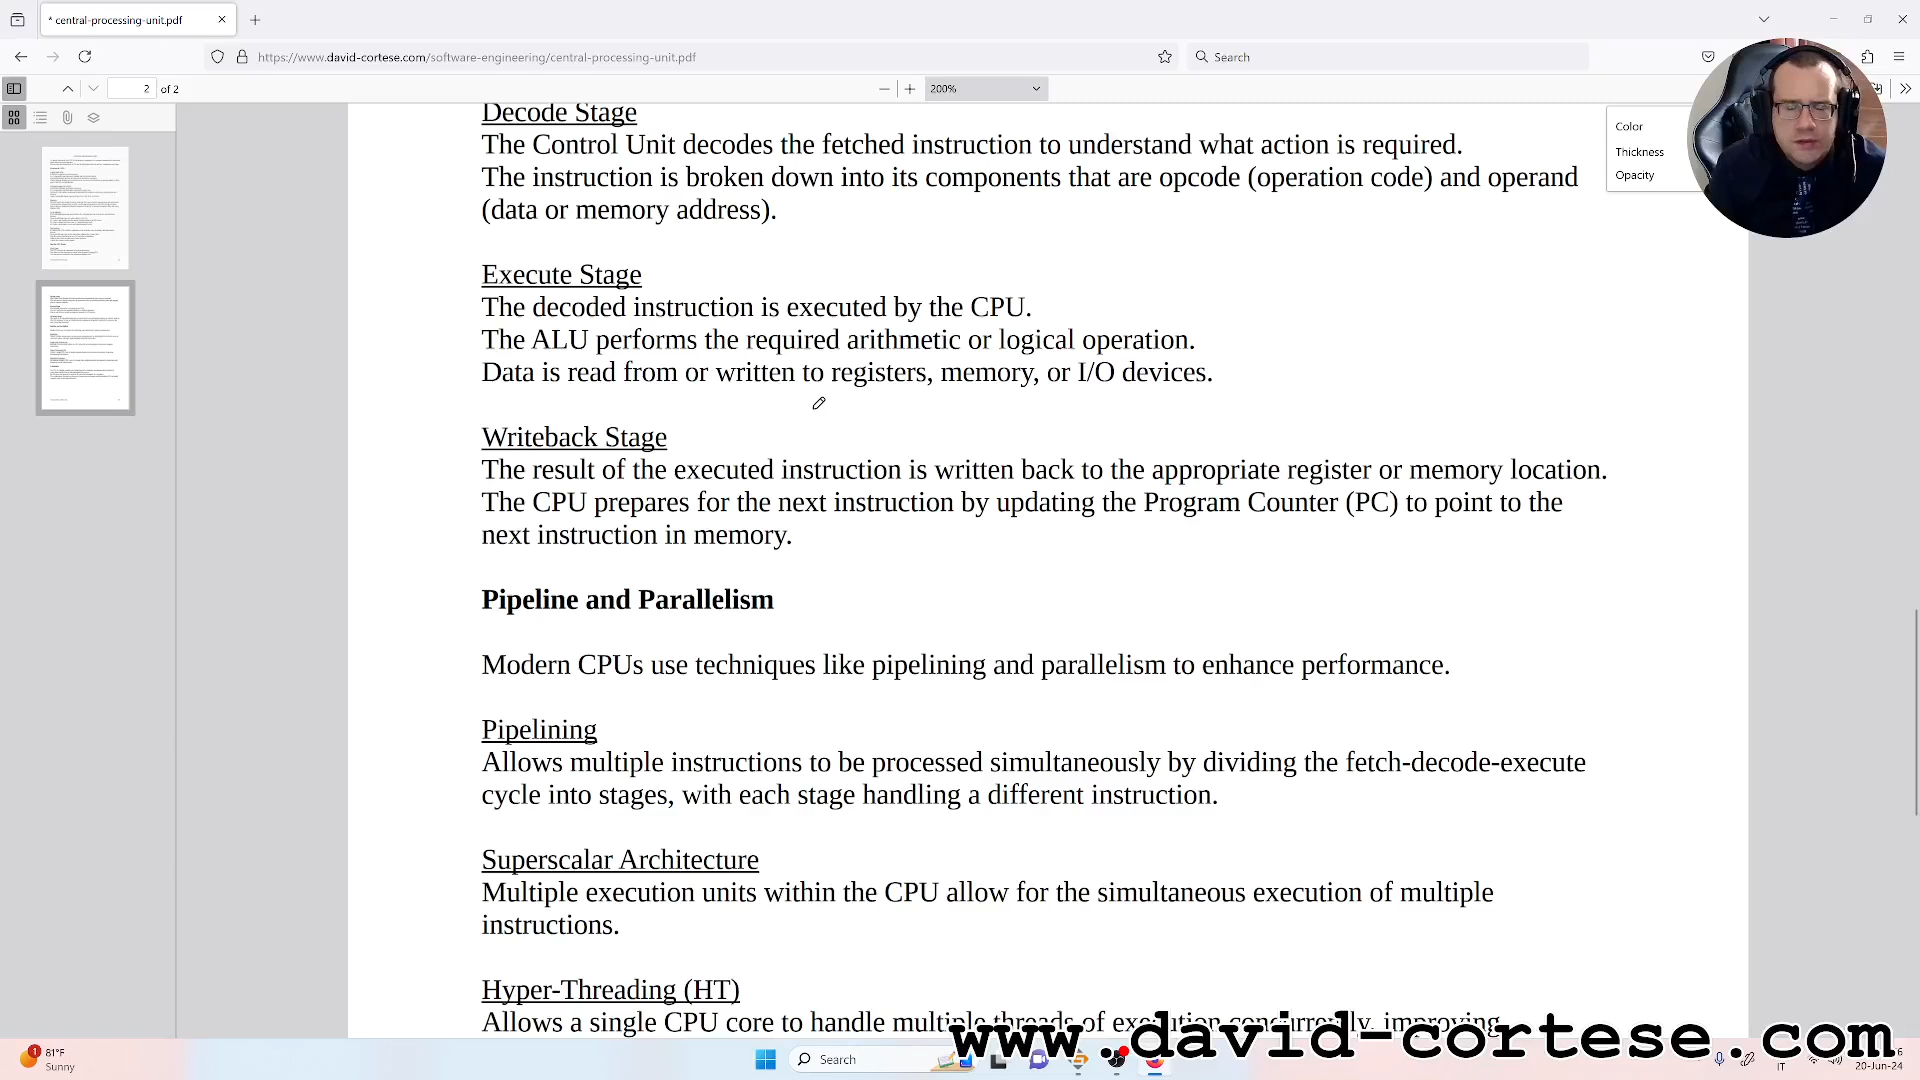 * central-processing-unit.pdf
https://www.david-cortese.com/software-engineering/central-processing-unit.pdf
Search
2 of 2
200%
Color
Thickness
Opacity
Decode Stage
The Control Unit decodes the fetched instruction to understand what action is required.
The instruction is broken down into its components that are opcode (operation code) and operand
(data or memory address).
Execute Stage
The decoded instruction is executed by the CPU.
The ALU performs the required arithmetic or logical operation.
Data is read from or written to registers, memory, or I/O devices.
Writeback Stage
The result of the executed instruction is written back to the appropriate register or memory location.
The CPU prepares for the next instruction by updating the Program Counter (PC) to point to the
next instruction in memory.
Pipeline and Parallelism
Modern CPUs use techniques like pipelining and parallelism to enhance performance.
Pipelining
Allows multiple instructions to be processed simultaneously by dividing the fetch-decode-execute
cycle into stages, with each stage handling a different instruction.
Superscalar Architecture
Multiple execution units within the CPU allow for the simultaneous execution of multiple
instructions.
Hyper-Threading (HT)
Allows a single CPU core to handle multiple threads of execution concurrently, improving
www.david-cortese.com
1
81°F
Sunny
Search
IT
20-Jun-24